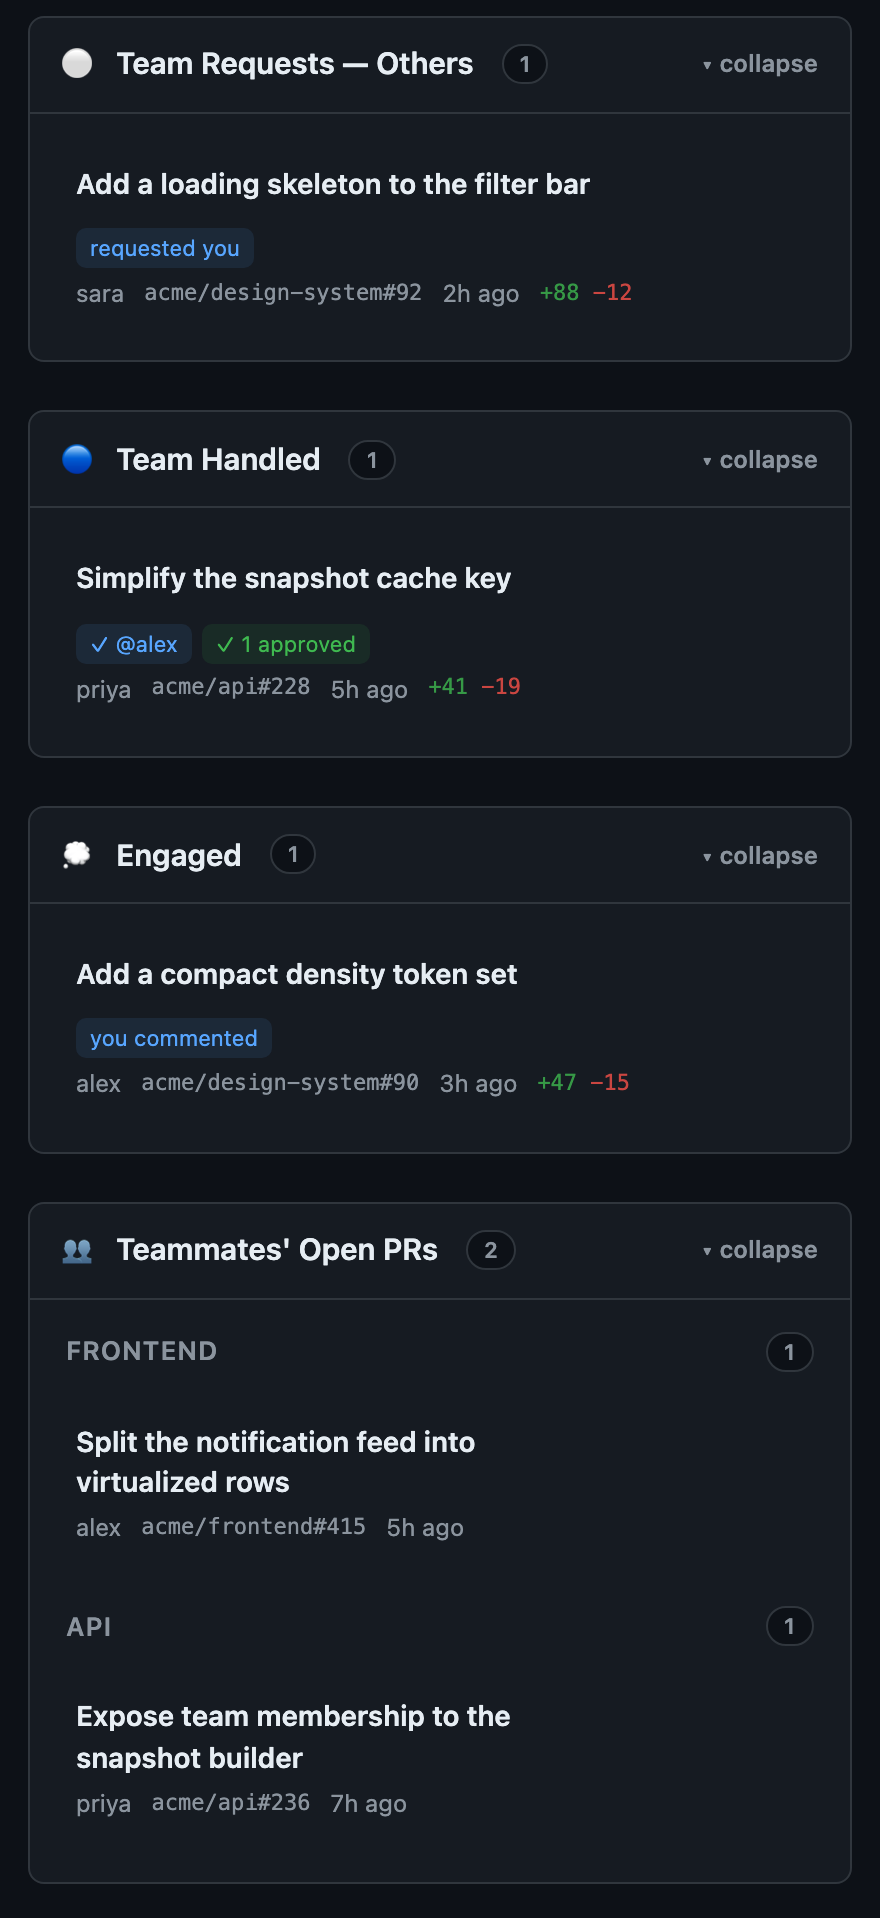 Team Requests — Others 1 ▾ collapse
Add a loading skeleton to the filter bar
requested you
sara acme/design-system#92 2h ago +88 −12
Team Handled 1 ▾ collapse
Simplify the snapshot cache key
✓ @alex ✓ 1 approved
priya acme/api#228 5h ago +41 −19
Engaged 1 ▾ collapse
Add a compact density token set
you commented
alex acme/design-system#90 3h ago +47 −15
Teammates' Open PRs 2 ▾ collapse
FRONTEND 1
Split the notification feed into
virtualized rows
alex acme/frontend#415 5h ago
API 1
Expose team membership to the
snapshot builder
priya acme/api#236 7h ago